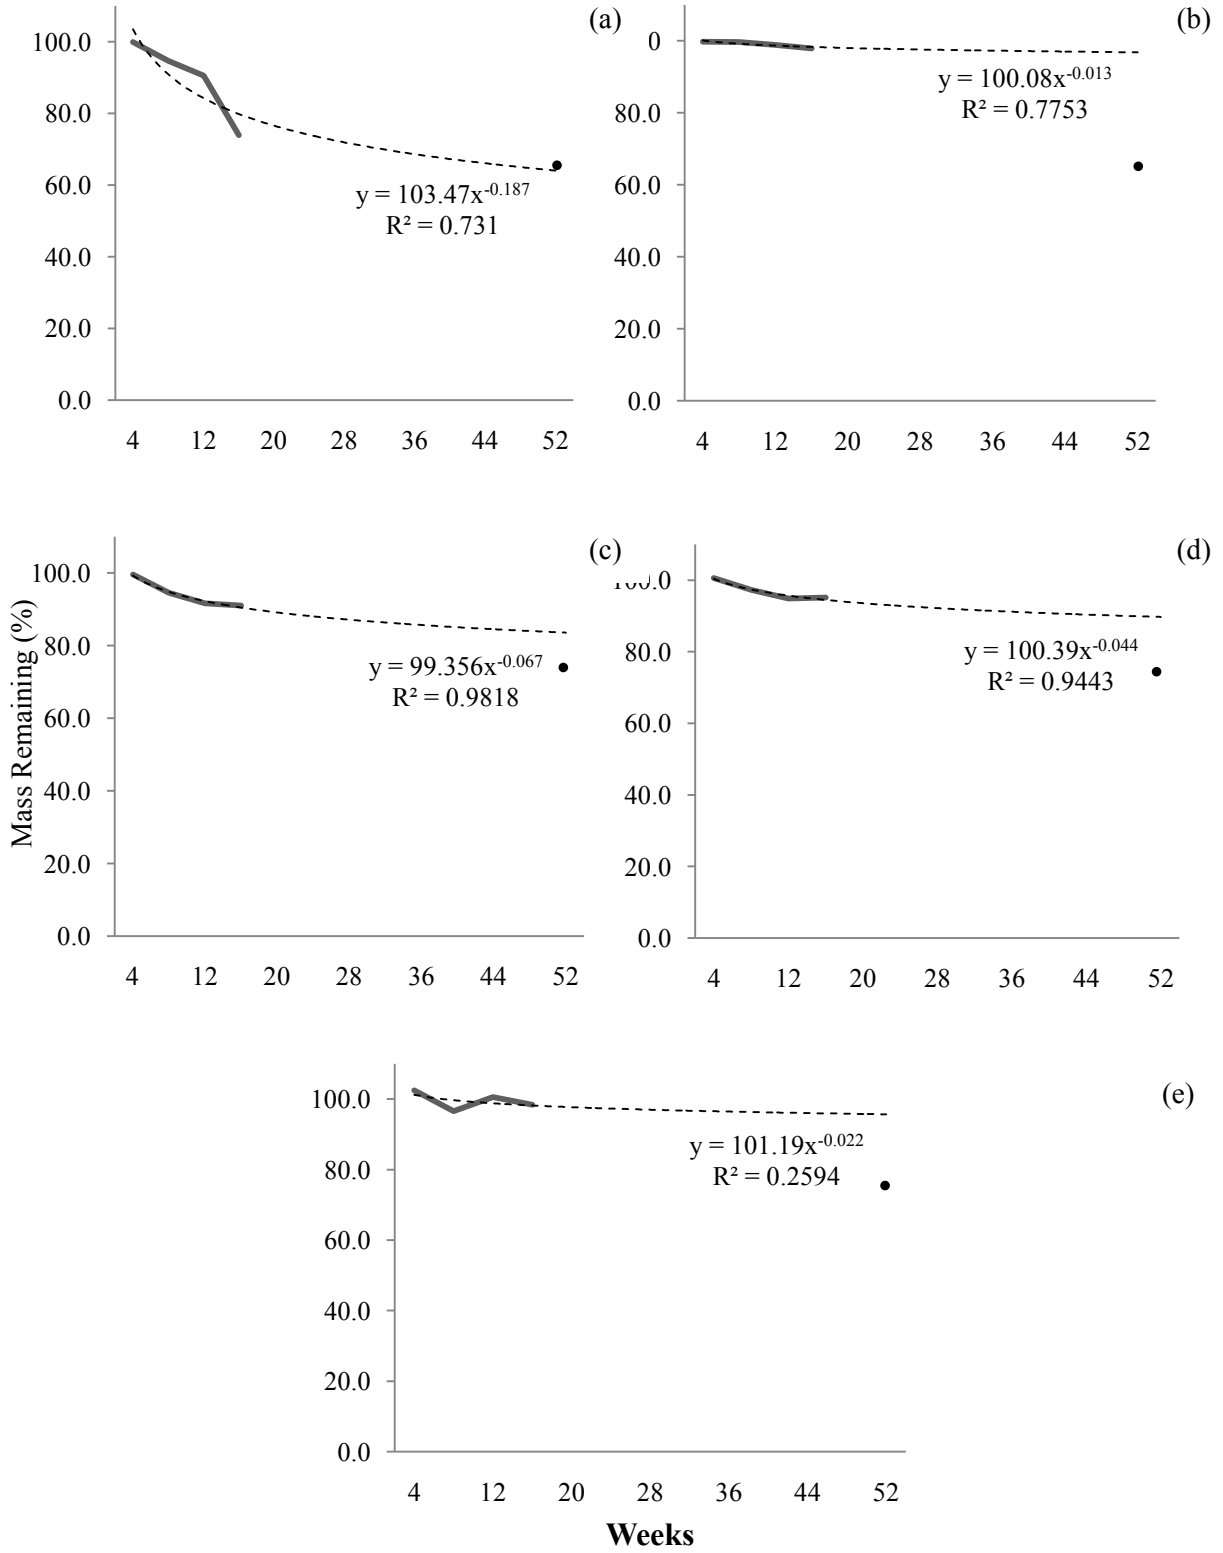 (a)
100.0
80.0
60.0
40.0
20.0
0.0
y = 103.47x^-0.187
R² = 0.731
4 12 20 28 36 44 52
(b)
0
80.0
60.0
40.0
20.0
0.0
y = 100.08x^-0.013
R² = 0.7753
4 12 20 28 36 44 52
Mass Remaining (%)
(c)
100.0
80.0
60.0
40.0
20.0
0.0
y = 99.356x^-0.067
R² = 0.9818
4 12 20 28 36 44 52
(d)
100.0
80.0
60.0
40.0
20.0
0.0
y = 100.39x^-0.044
R² = 0.9443
4 12 20 28 36 44 52
(e)
100.0
80.0
60.0
40.0
20.0
0.0
y = 101.19x^-0.022
R² = 0.2594
4 12 20 28 36 44 52
Weeks